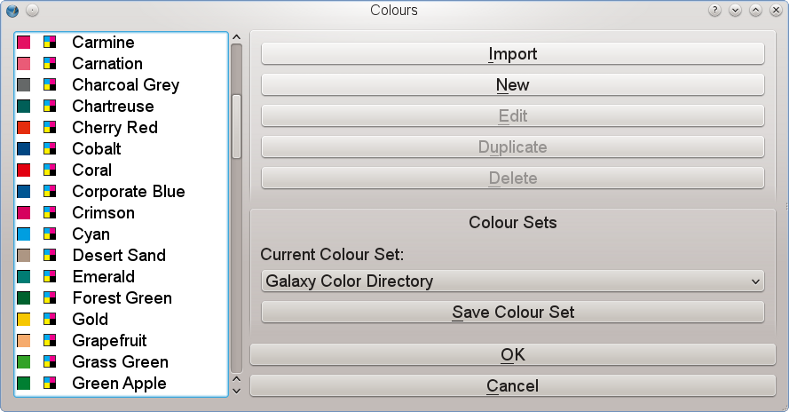 Colours
Carmine
Carnation
Charcoal Grey
Chartreuse
Cherry Red
Cobalt
Coral
Corporate Blue
Crimson
Cyan
Desert Sand
Emerald
Forest Green
Gold
Grapefruit
Grass Green
Green Apple
Import
New
Edit
Duplicate
Delete
Colour Sets
Current Colour Set:
Galaxy Color Directory
Save Colour Set
OK
Cancel